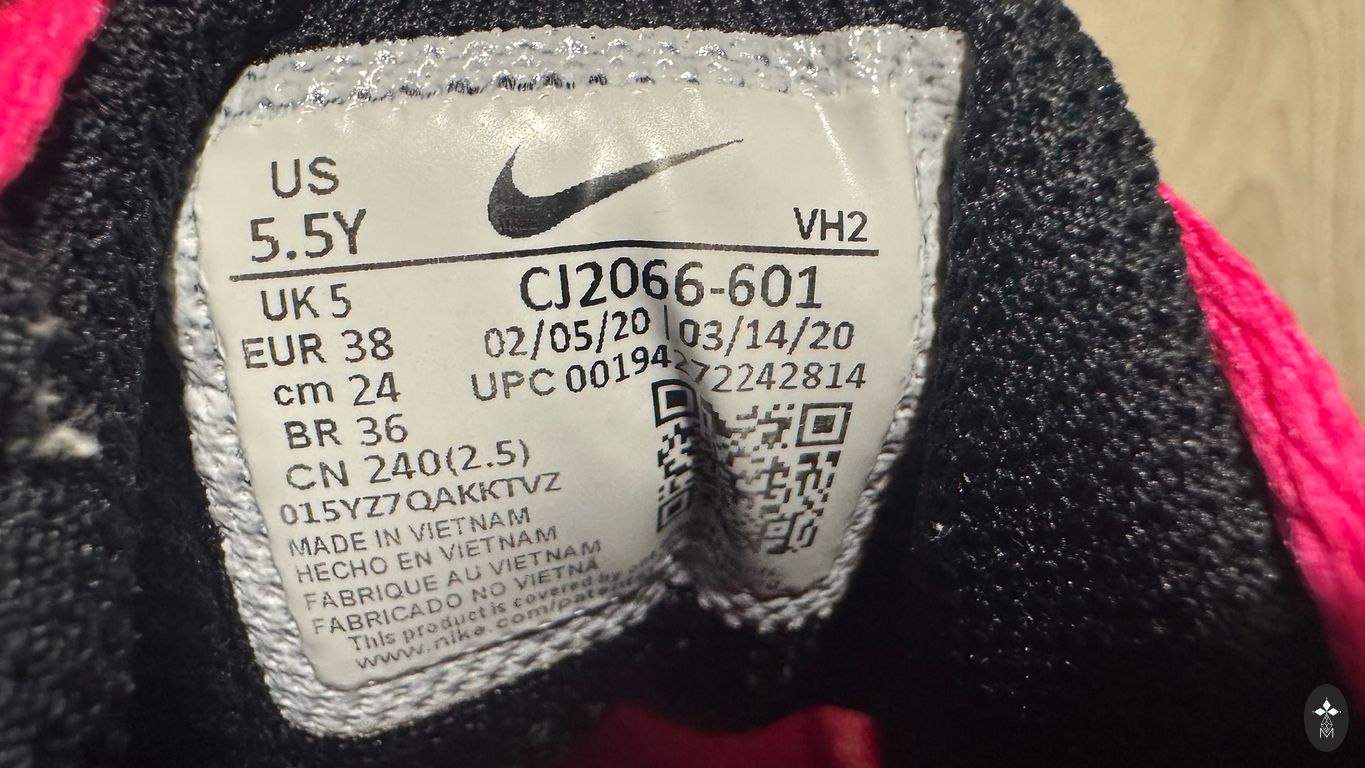 US
5.5Y
VH2
UK 5
EUR 38
cm 24
BR 36
CN 240(2.5)
015YZ7QAKKTVZ
MADE IN VIETNAM
HECHO EN VIETNAM
FABRIQUE AU VIETNAM
FABRICADO NO VIETNA
This product is covered by
www.nike.com/pate
CJ2066-601
02/05/20 | 03/14/20
UPC 00194272242814
M